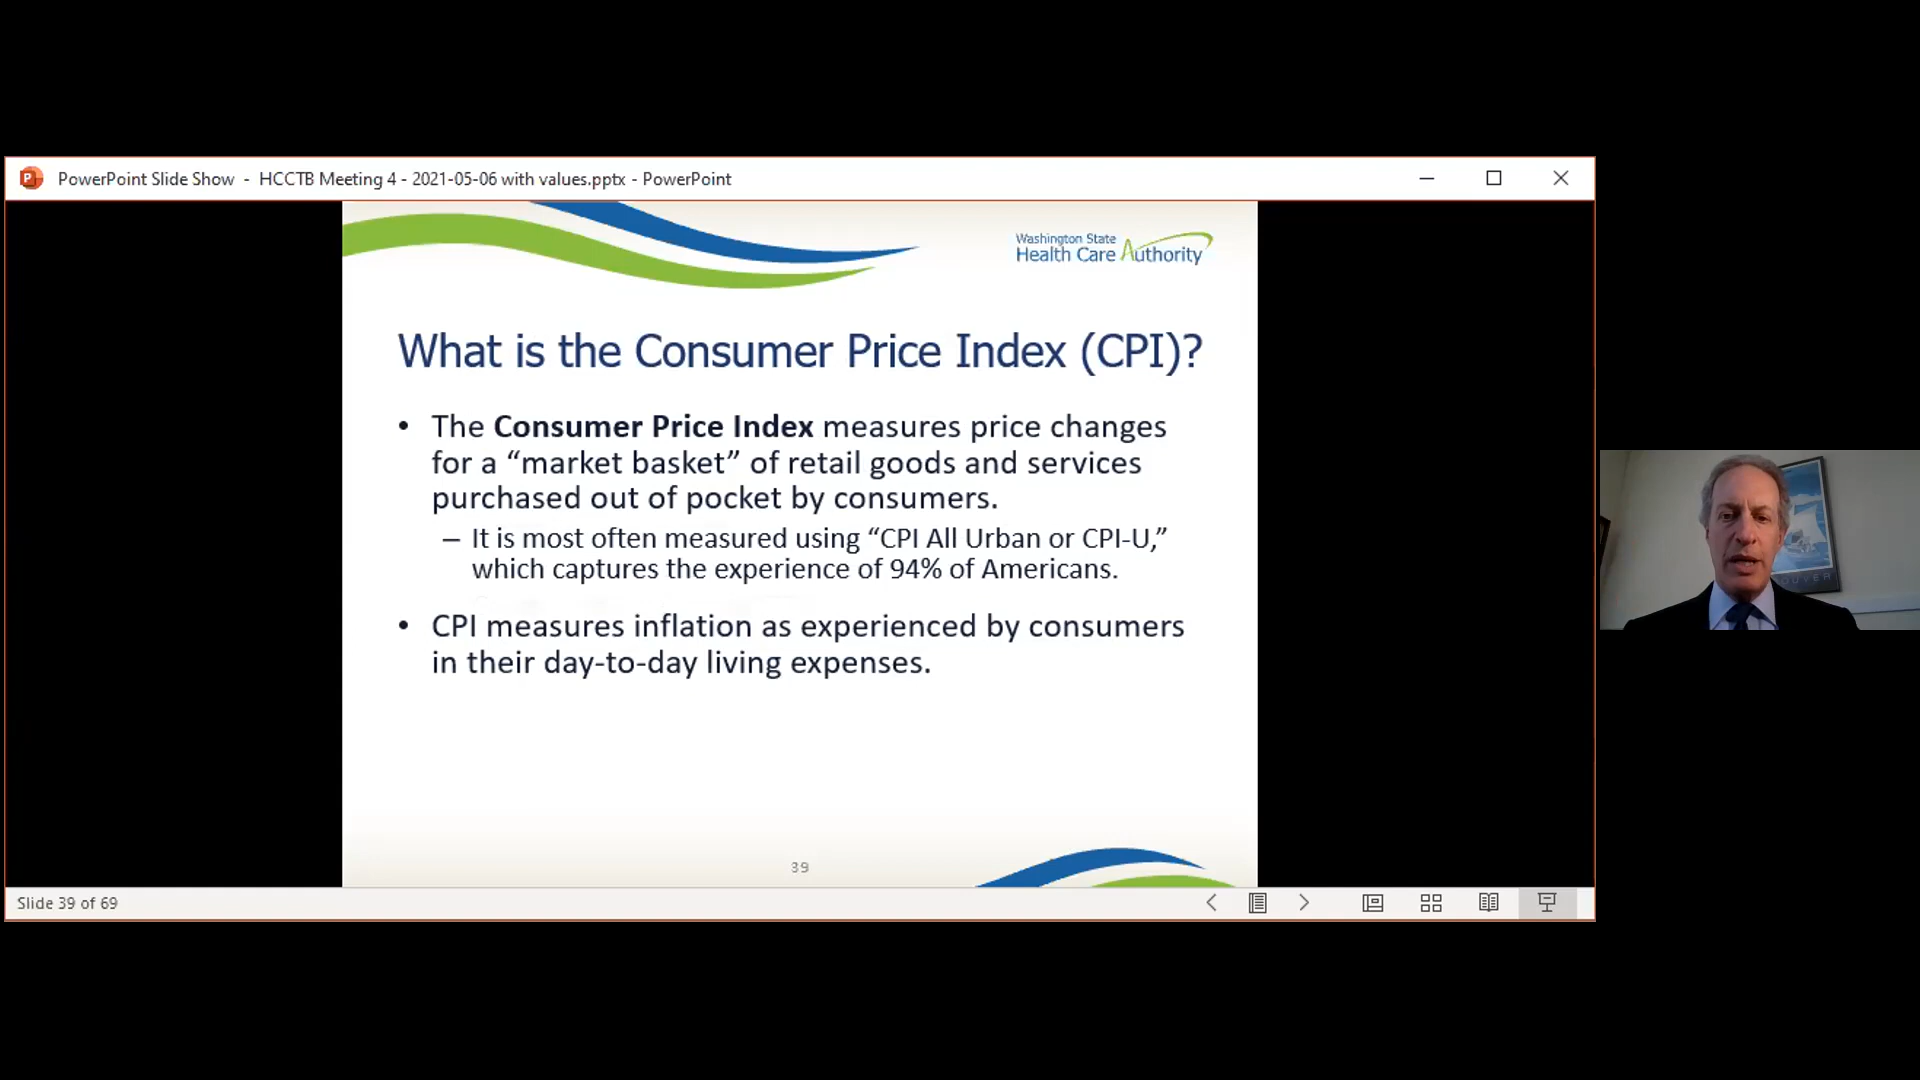 PowerPoint Slide Show - HCCTB Meeting 4 - 2021-05-06 with values.pptx - PowerPoint
Washington State
Health Care Authority
What is the Consumer Price Index (CPI)?
• The Consumer Price Index measures price changes
for a “market basket” of retail goods and services
purchased out of pocket by consumers.
– It is most often measured using “CPI All Urban or CPI-U,”
which captures the experience of 94% of Americans.
• CPI measures inflation as experienced by consumers
in their day-to-day living expenses.
39
Slide 39 of 69